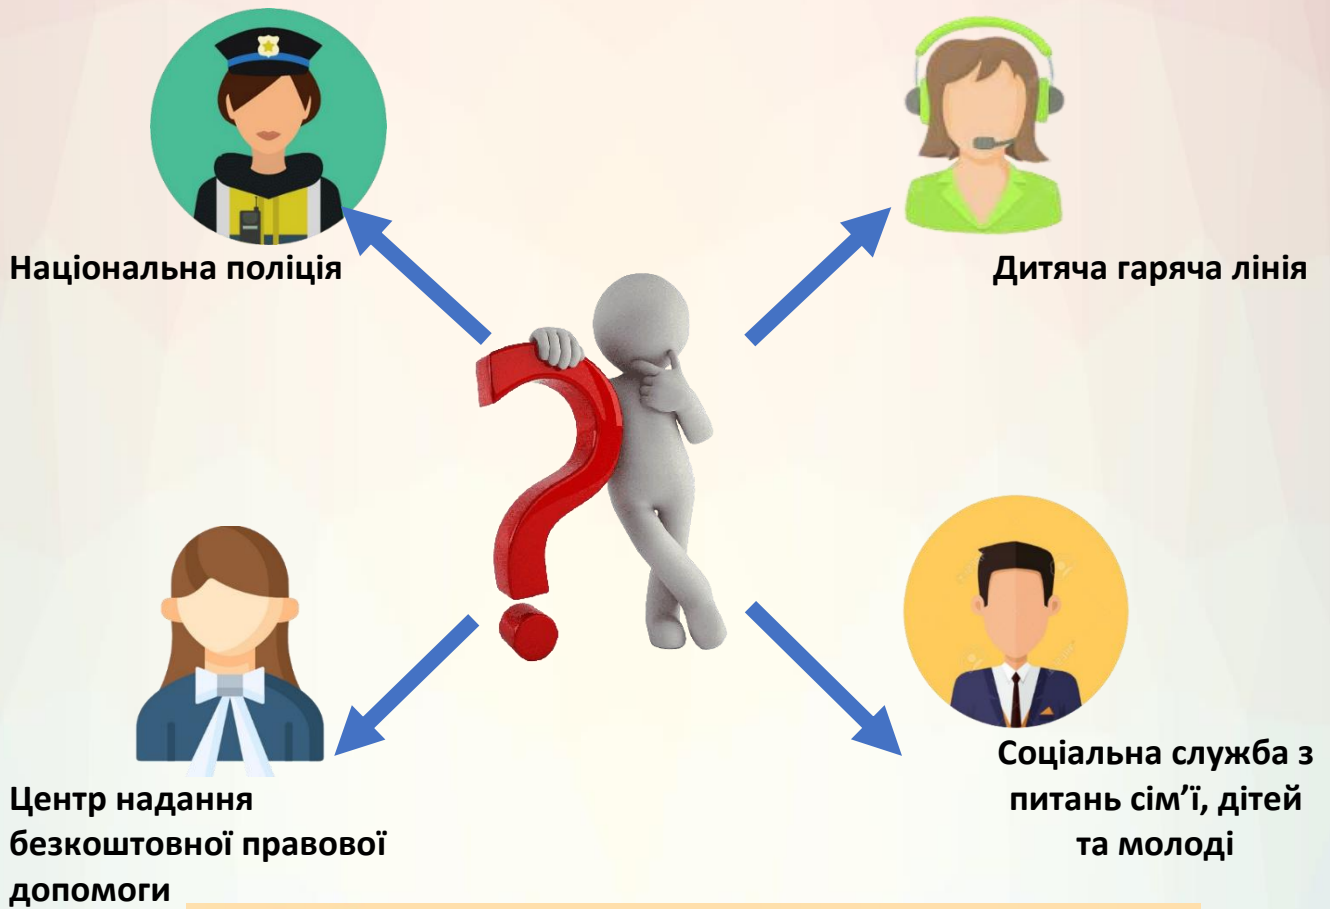 Національна поліція
Дитяча гаряча лінія
Центр надання
безкоштовної правової
допомоги
Соціальна служба з
питань сім’ї, дітей
та молоді